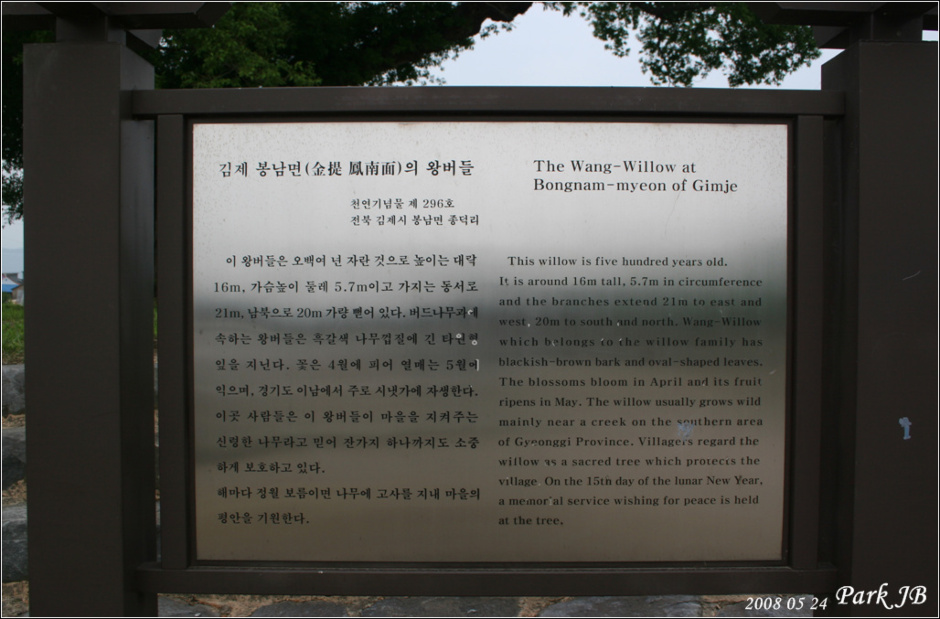 김제 봉남면(金提 鳳南面)의 왕버들
천연기념물 제 296호
전북 김제시 봉남면 종덕리
이 왕버들은 오백여 년 자란 것으로 높이는 대략
16m, 가슴높이 둘레 5.7m이고 가지는 동서로
21m, 남북으로 20m 가량 뻗어 있다. 버드나무과에
속하는 왕버들은 흑갈색 나무껍질에 긴 타원형
잎을 지닌다. 꽃은 4월에 피어 열매는 5월에
익으며, 경기도 이남에서 주로 시냇가에 자생한다.
이곳 사람들은 이 왕버들이 마을을 지켜주는
신령한 나무라고 믿어 잔가지 하나까지도 소중
하게 보호하고 있다.
해마다 정월 보름이면 나무에 고사를 지내 마을의
평안을 기원한다.
The Wang-Willow at
Bongnam-myeon of Gimje
This willow is five hundred years old.
It is around 16m tall, 5.7m in circumference
and the branches extend 21m to east and
west, 20m to south and north. Wang-Willow
which belongs to the willow family has
blackish-brown bark and oval-shaped leaves.
The blossoms bloom in April and its fruit
ripens in May. The willow usually grows wild
mainly near a creek on the southern area
of Gyeonggi Province. Villagers regard the
willow as a sacred tree which protects the
village. On the 15th day of the lunar New Year,
a memorial service wishing for peace is held
at the tree.
2008 05 24 Park JB